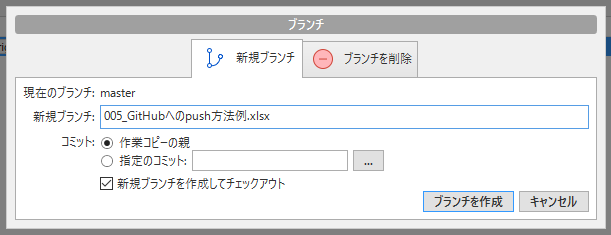 ブランチ
新規ブランチ
ブランチを削除
現在のブランチ: master
新規ブランチ: 005_GitHubへのpush方法例.xlsx
コミット: 作業コピーの親
指定のコミット: ...
新規ブランチを作成してチェックアウト
ブランチを作成 キャンセル